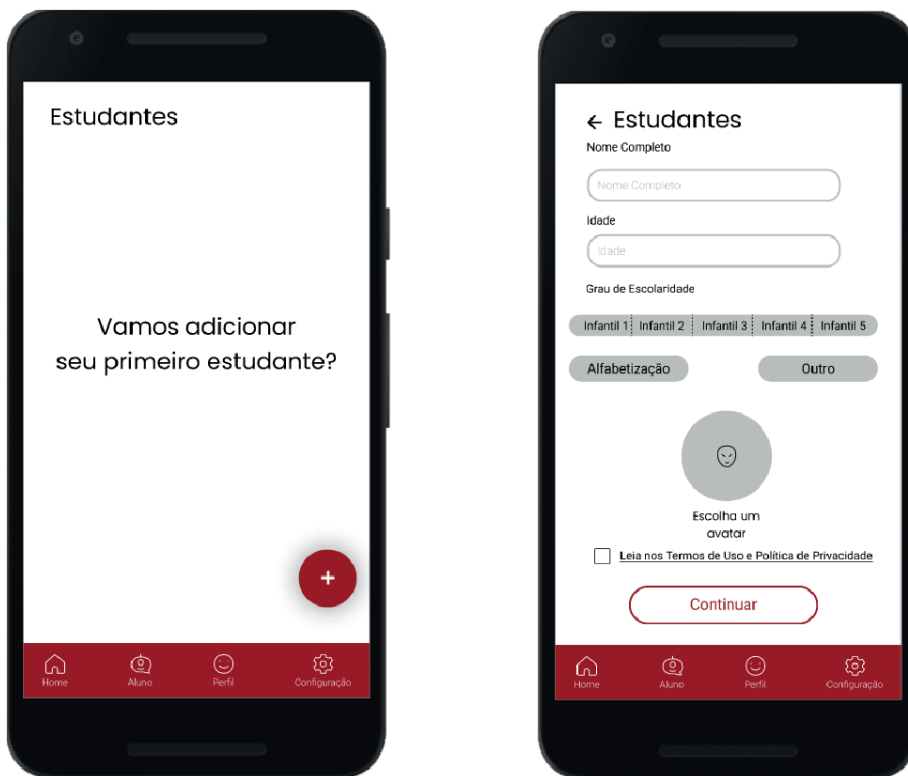 Estudantes
Vamos adicionar
seu primeiro estudante?
+
Home Aluno Perfil Configuração
← Estudantes
Nome Completo
Nome Completo
Idade
Idade
Grau de Escolaridade
Infantil 1 Infantil 2 Infantil 3 Infantil 4 Infantil 5
Alfabetização Outro
Escolha um
avatar
Leia nos Termos de Uso e Política de Privacidade
Continuar
Home Aluno Perfil Configuração